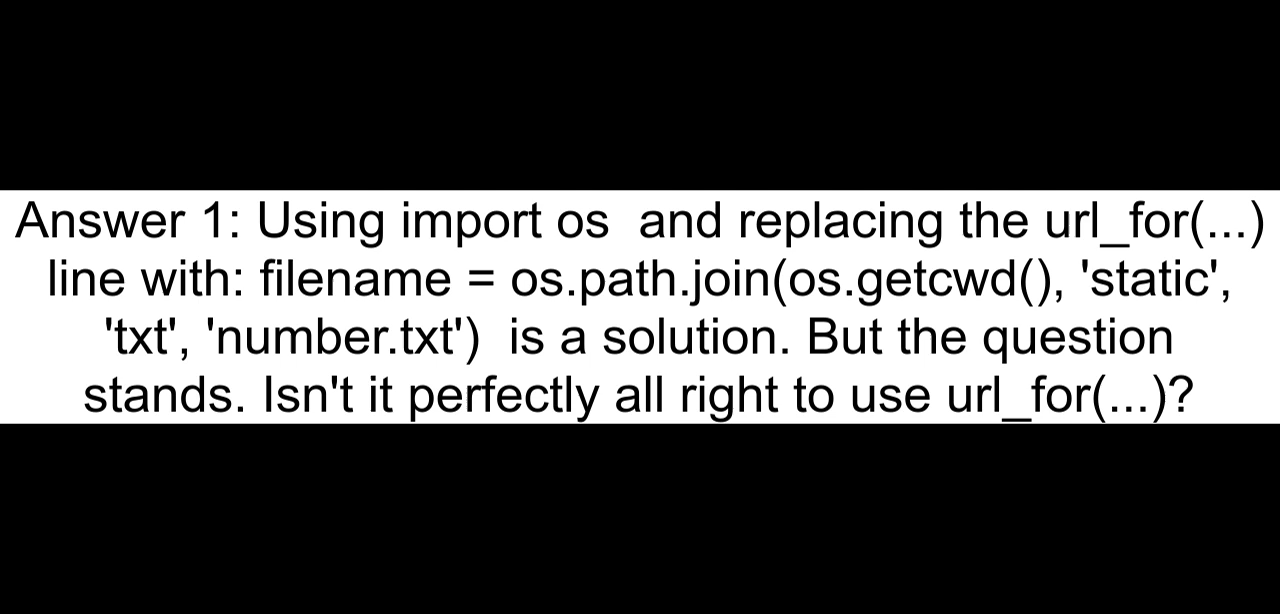 Answer 1: Using import os  and replacing the url_for(...)
line with: filename = os.path.join(os.getcwd(), 'static',
'txt', 'number.txt')  is a solution. But the question
stands. Isn't it perfectly all right to use url_for(...)?